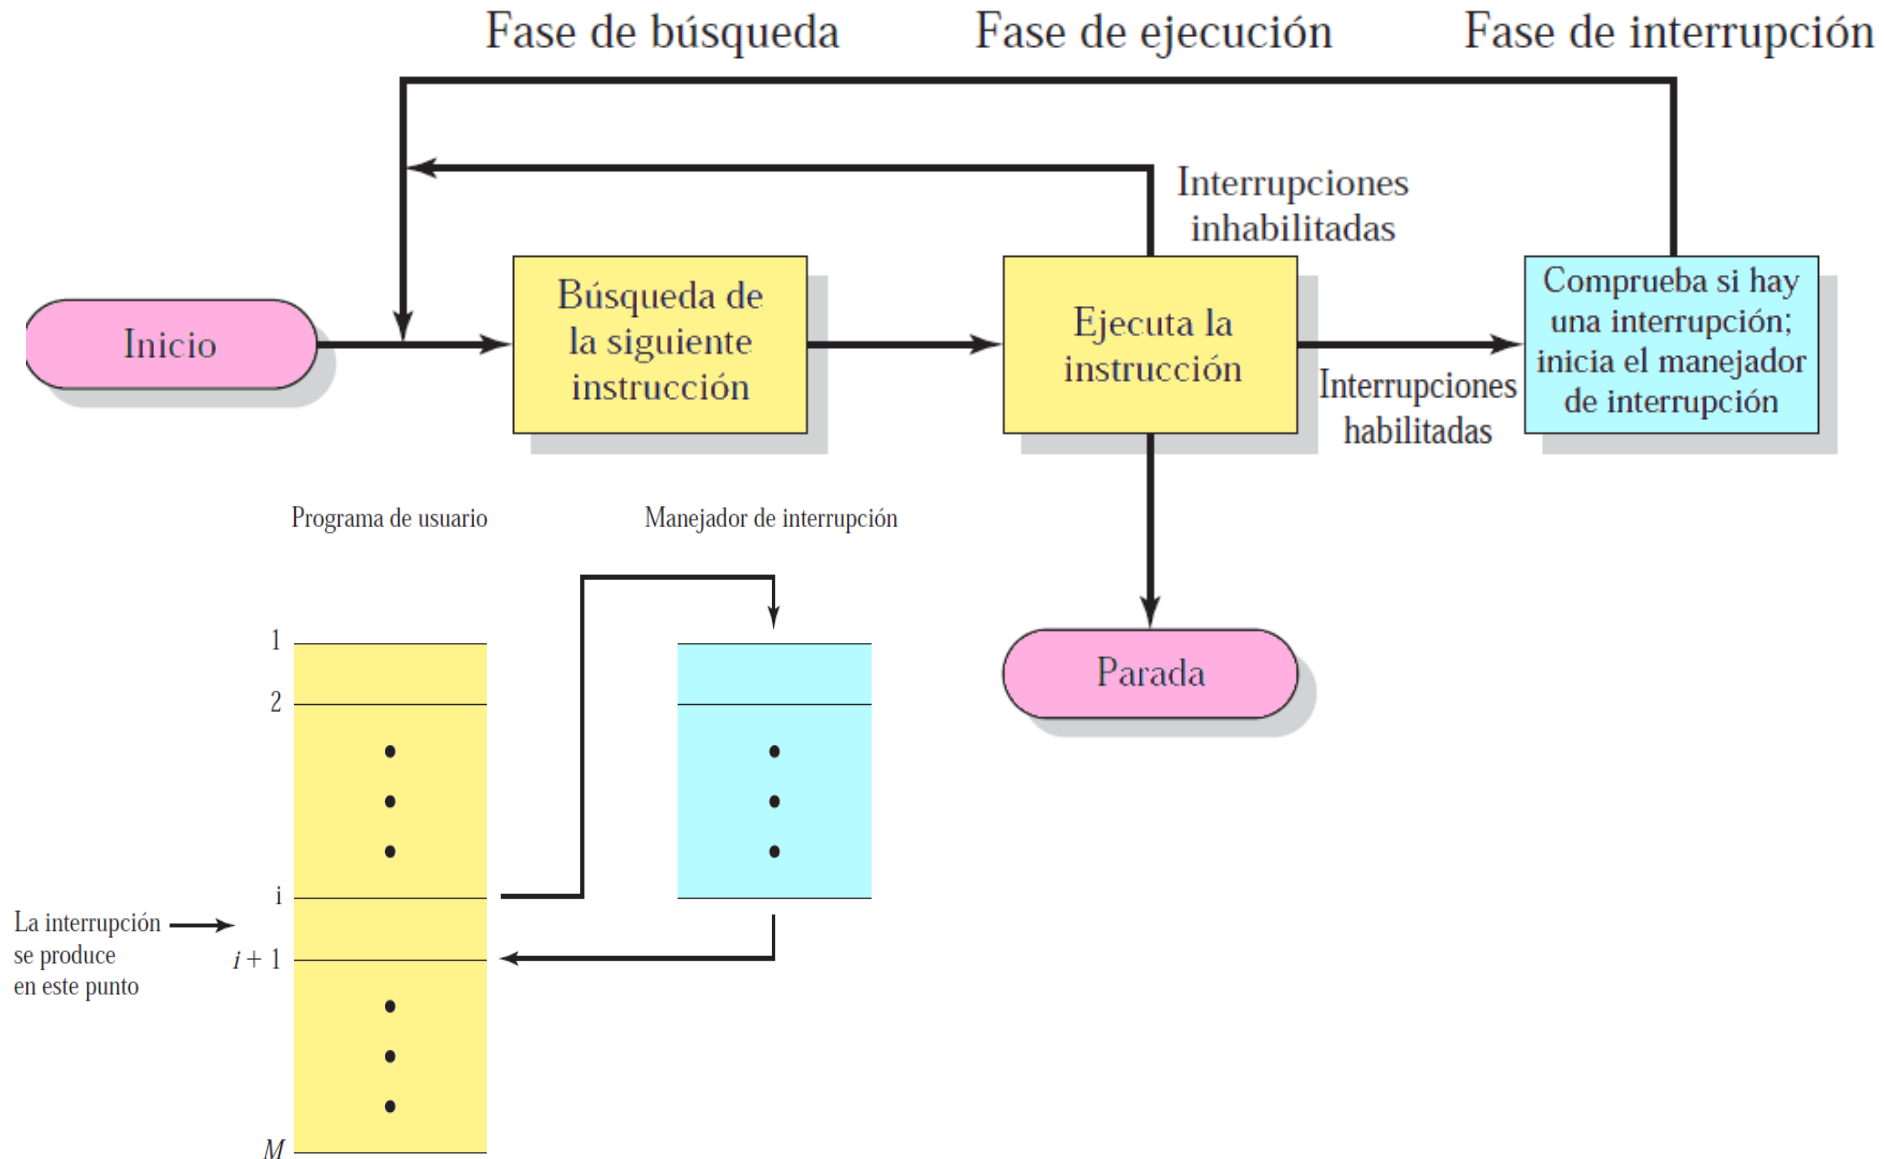 Fase de búsqueda
Fase de ejecución
Fase de interrupción
Interrupciones
inhabilitadas
Inicio
Búsqueda de
la siguiente
instrucción
Ejecuta la
instrucción
Interrupciones
habilitadas
Comprueba si hay
una interrupción;
inicia el manejador
de interrupción
Parada
Programa de usuario
Manejador de interrupción
1
2
i
La interrupción
se produce
en este punto
i + 1
M